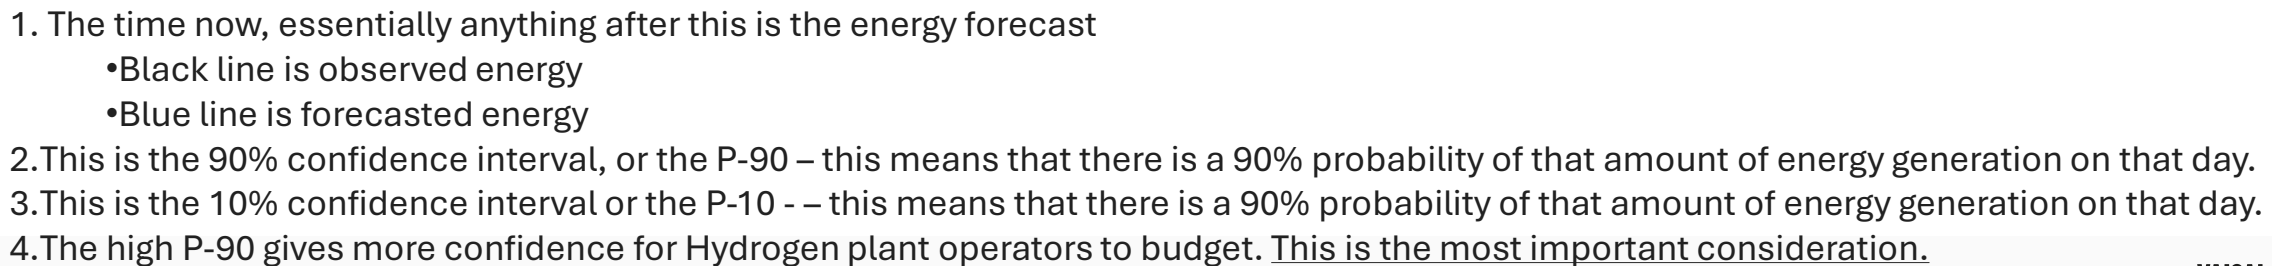 1. The time now, essentially anything after this is the energy forecast
•Black line is observed energy
•Blue line is forecasted energy
2.This is the 90% confidence interval, or the P-90 – this means that there is a 90% probability of that amount of energy generation on that day.
3.This is the 10% confidence interval or the P-10 - – this means that there is a 90% probability of that amount of energy generation on that day.
4.The high P-90 gives more confidence for Hydrogen plant operators to budget. This is the most important consideration.